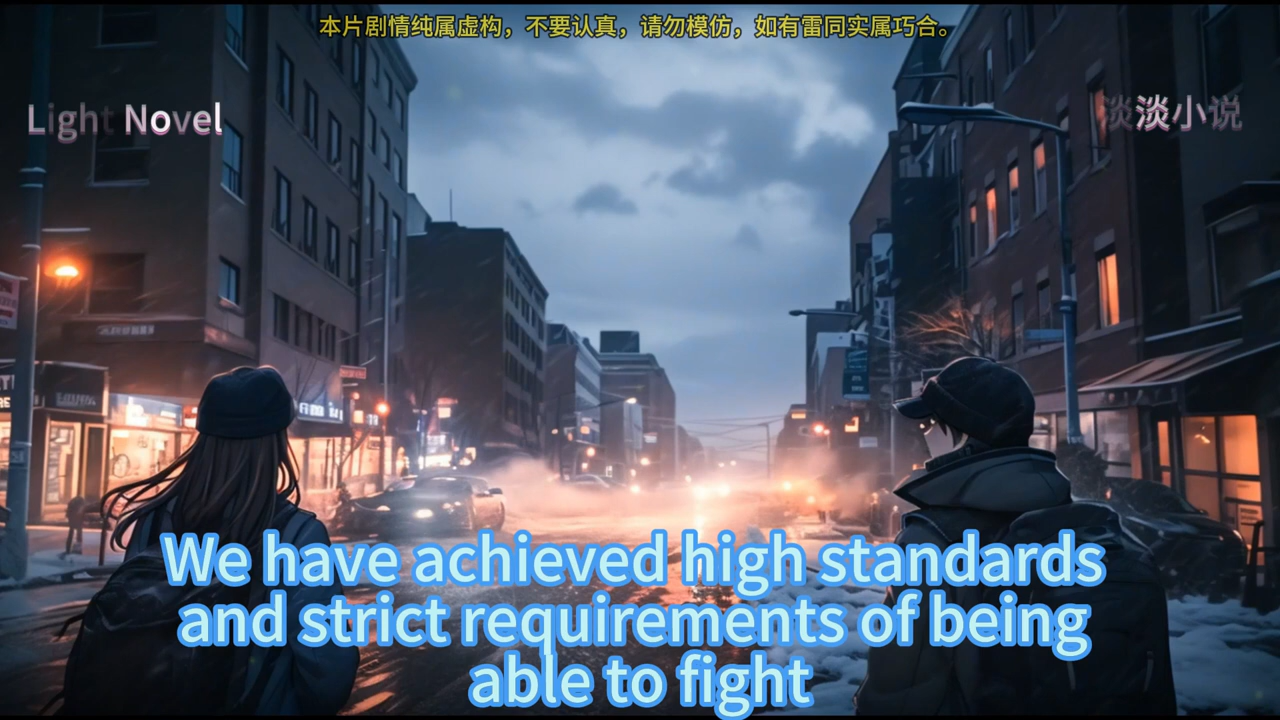 本片剧情纯属虚构，不要认真，请勿模仿，如有雷同实属巧合。
Light Novel
淡淡小说
We have achieved high standards
and strict requirements of being
able to fight